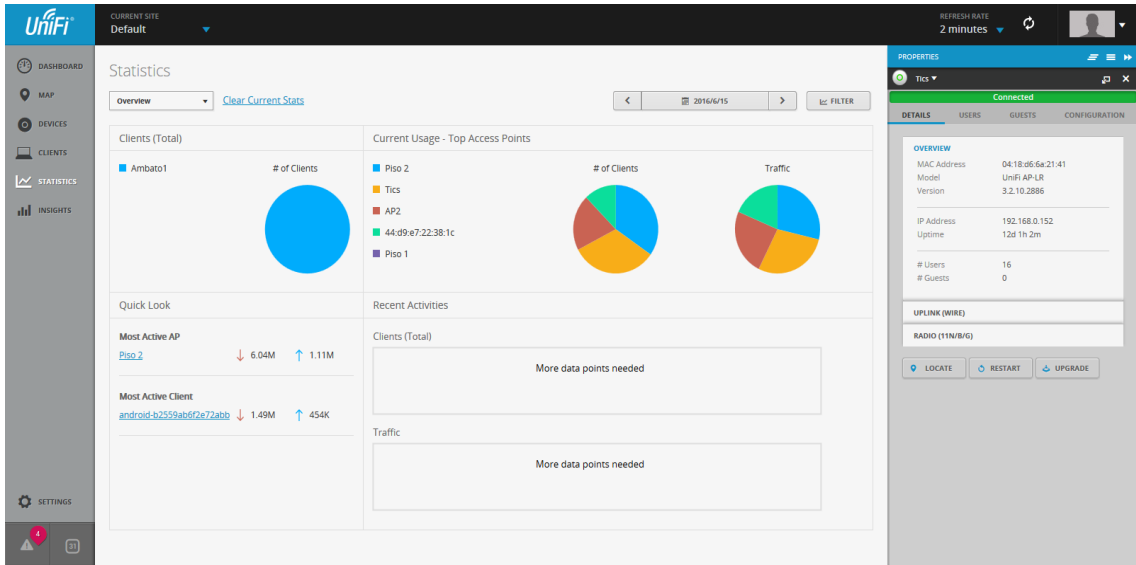 UniFi
CURRENT SITE
Default
REFRESH RATE
2 minutes
DASHBOARD
MAP
DEVICES
CLIENTS
STATISTICS
INSIGHTS
SETTINGS
4
31
Statistics
Overview
Clear Current Stats
2016/6/15
FILTER
Clients (Total)
Ambato1
# of Clients
Current Usage - Top Access Points
Piso 2
Tics
AP2
44:d9:e7:22:38:1c
Piso 1
# of Clients
Traffic
Quick Look
Most Active AP
Piso 2 6.04M 1.11M
Most Active Client
android-b2559ab6f2e72abb 1.49M 454K
Recent Activities
Clients (Total)
More data points needed
Traffic
More data points needed
PROPERTIES
Tics
Connected
DETAILS USERS GUESTS CONFIGURATION
OVERVIEW
MAC Address 04:18:d6:6a:21:41
Model UniFi AP-LR
Version 3.2.10.2886
IP Address 192.168.0.152
Uptime 12d 1h 2m
# Users 16
# Guests 0
UPLINK (WIRE)
RADIO (11N/B/G)
LOCATE RESTART UPGRADE